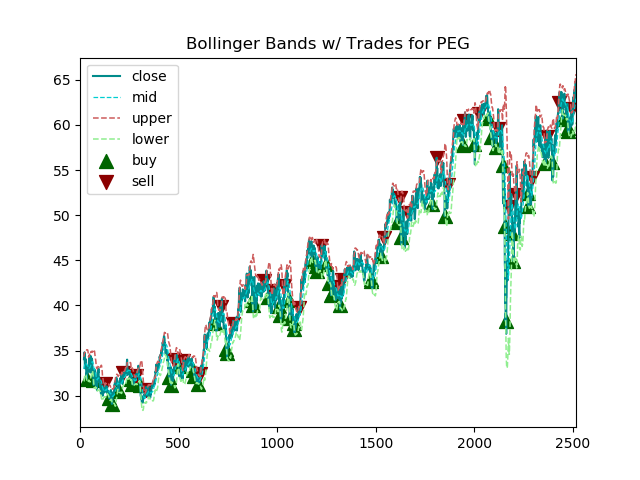 Bollinger Bands w/ Trades for PEG
close
mid
upper
lower
buy
sell
65
60
55
50
45
40
35
30
0 500 1000 1500 2000 2500